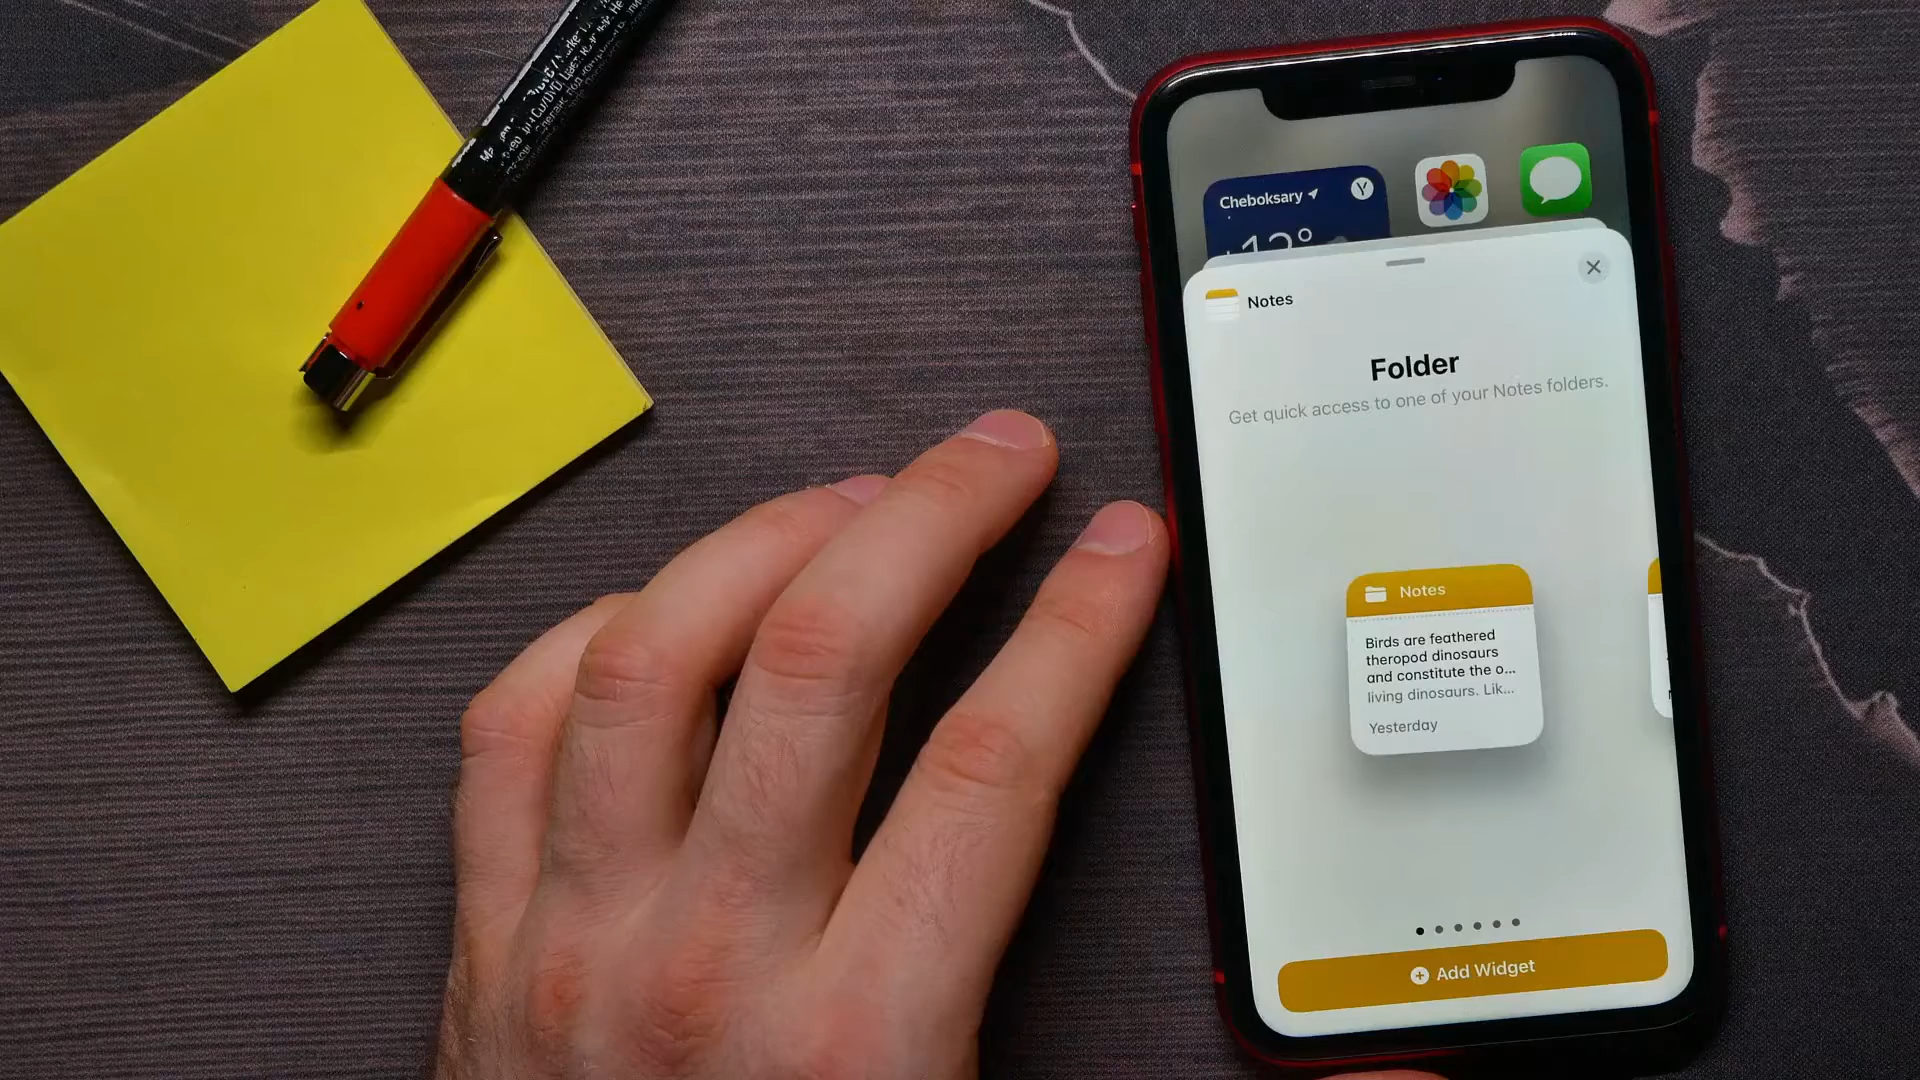 Cheboksary
Y
Notes
Folder
Get quick access to one of your Notes folders.
Notes
Birds are feathered
theropod dinosaurs
and constitute the o...
living dinosaurs. Lik...
Yesterday
Add Widget